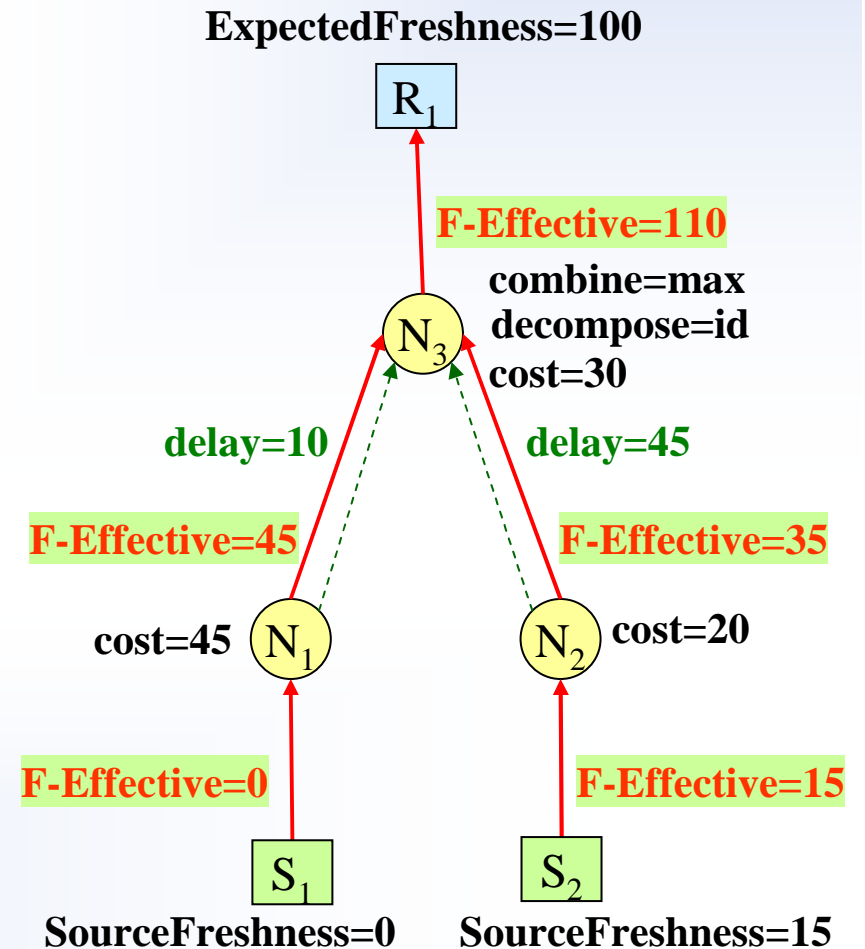 ExpectedFreshness=100
R₁
F-Effective=110
combine=max
decompose=id
N₃
cost=30
delay=10
delay=45
F-Effective=45
F-Effective=35
cost=45
N₁
N₂
cost=20
F-Effective=0
F-Effective=15
S₁
S₂
SourceFreshness=0
SourceFreshness=15